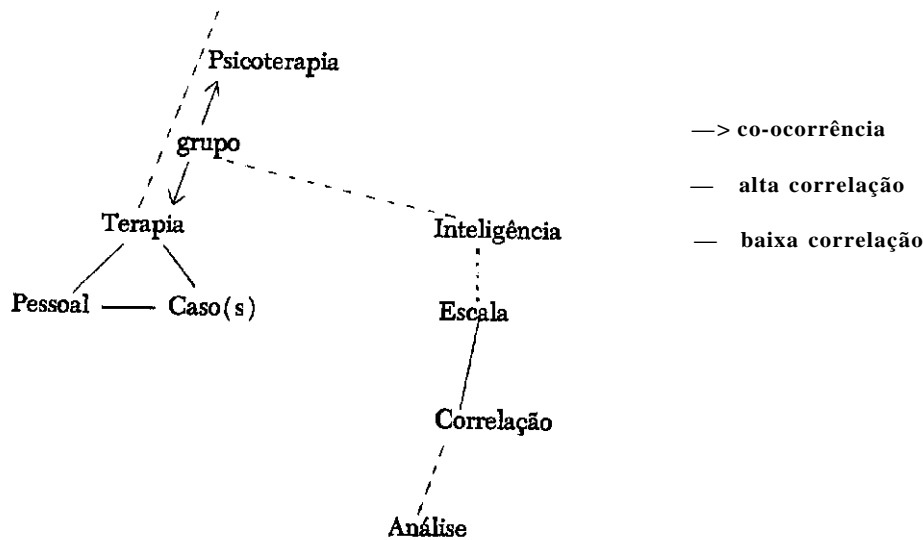 Psicoterapia
grupo
Terapia
Pessoal
Caso(s)
Inteligência
Escala
Correlação
Análise
—> co-ocorrência
— alta correlação
— baixa correlação